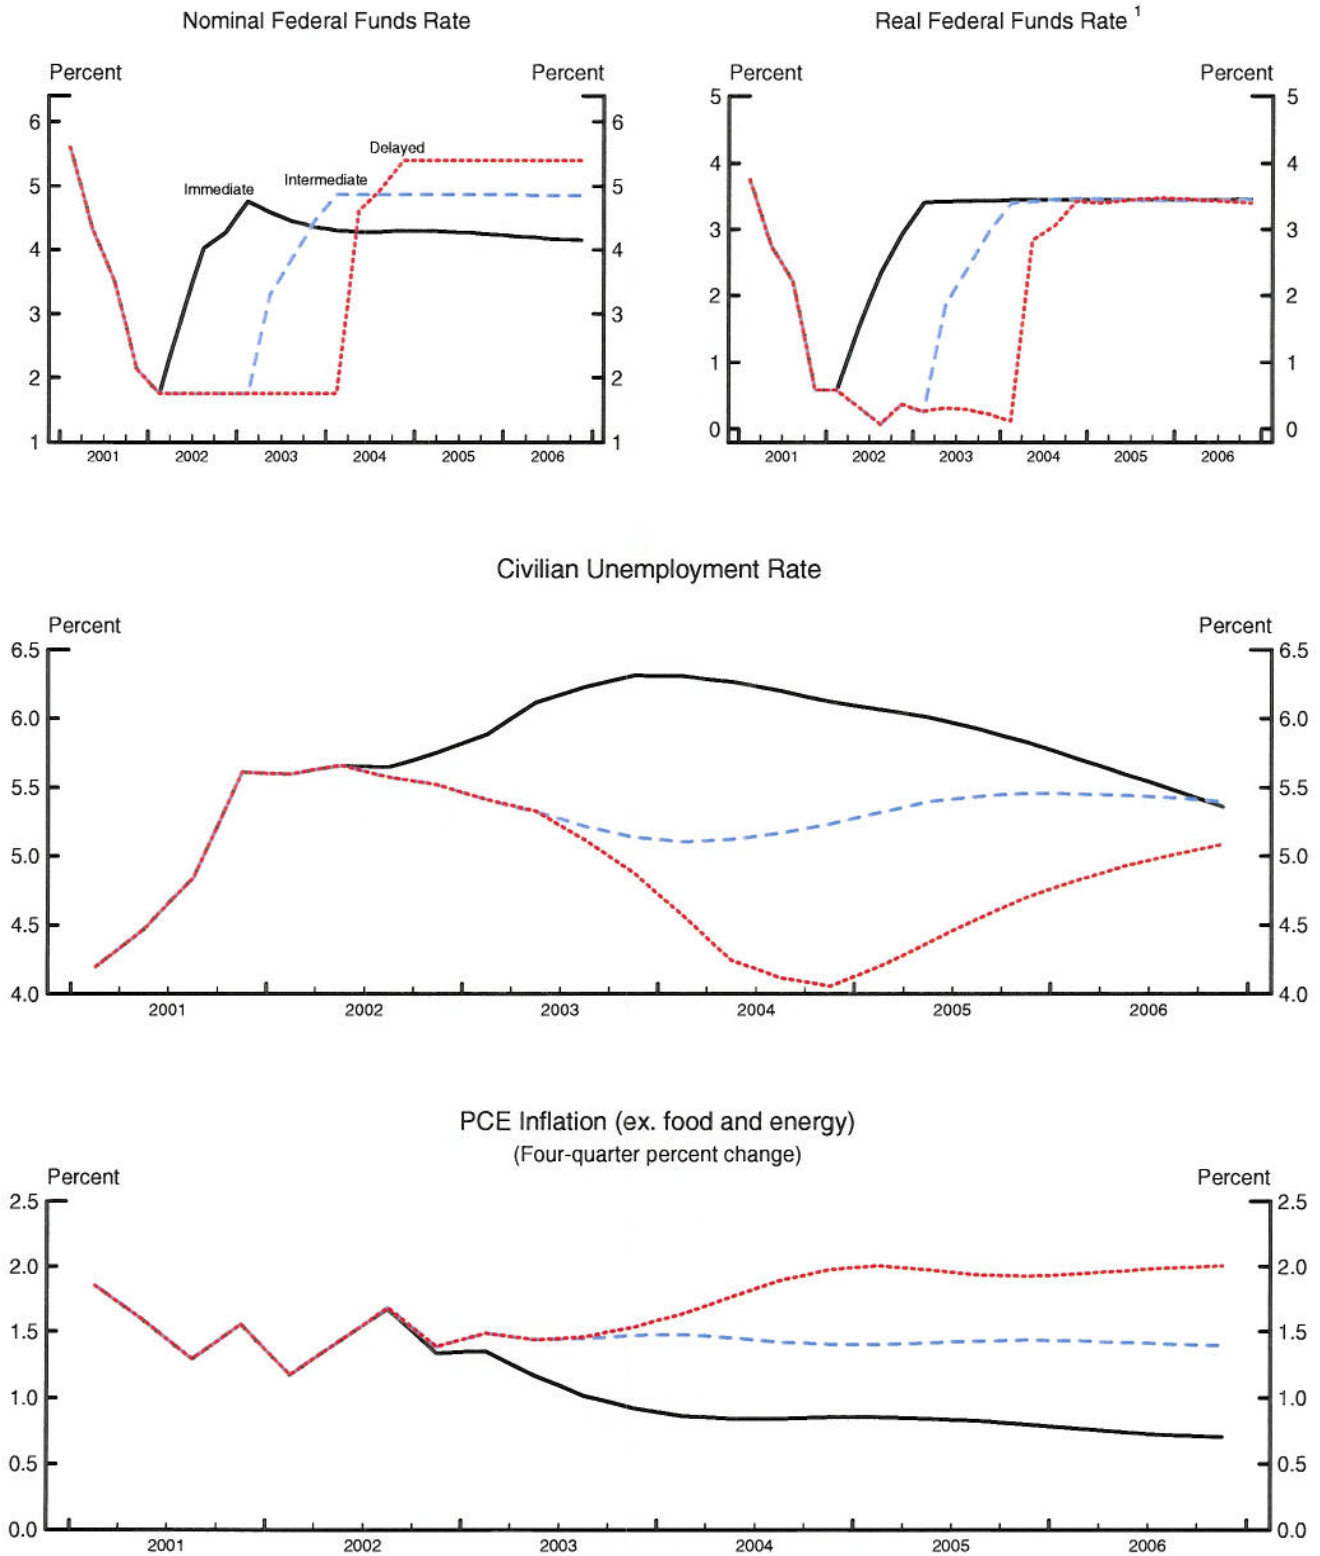 Nominal Federal Funds Rate
Percent Percent
6 6
5 5
4 4
3 3
2 2
1 1
Immediate
Intermediate
Delayed
2001 2002 2003 2004 2005 2006
Real Federal Funds Rate 1
Percent Percent
5 5
4 4
3 3
2 2
1 1
0 0
2001 2002 2003 2004 2005 2006
Civilian Unemployment Rate
Percent Percent
6.5 6.5
6.0 6.0
5.5 5.5
5.0 5.0
4.5 4.5
4.0 4.0
2001 2002 2003 2004 2005 2006
PCE Inflation (ex. food and energy)
(Four-quarter percent change)
Percent Percent
2.5 2.5
2.0 2.0
1.5 1.5
1.0 1.0
0.5 0.5
0.0 0.0
2001 2002 2003 2004 2005 2006